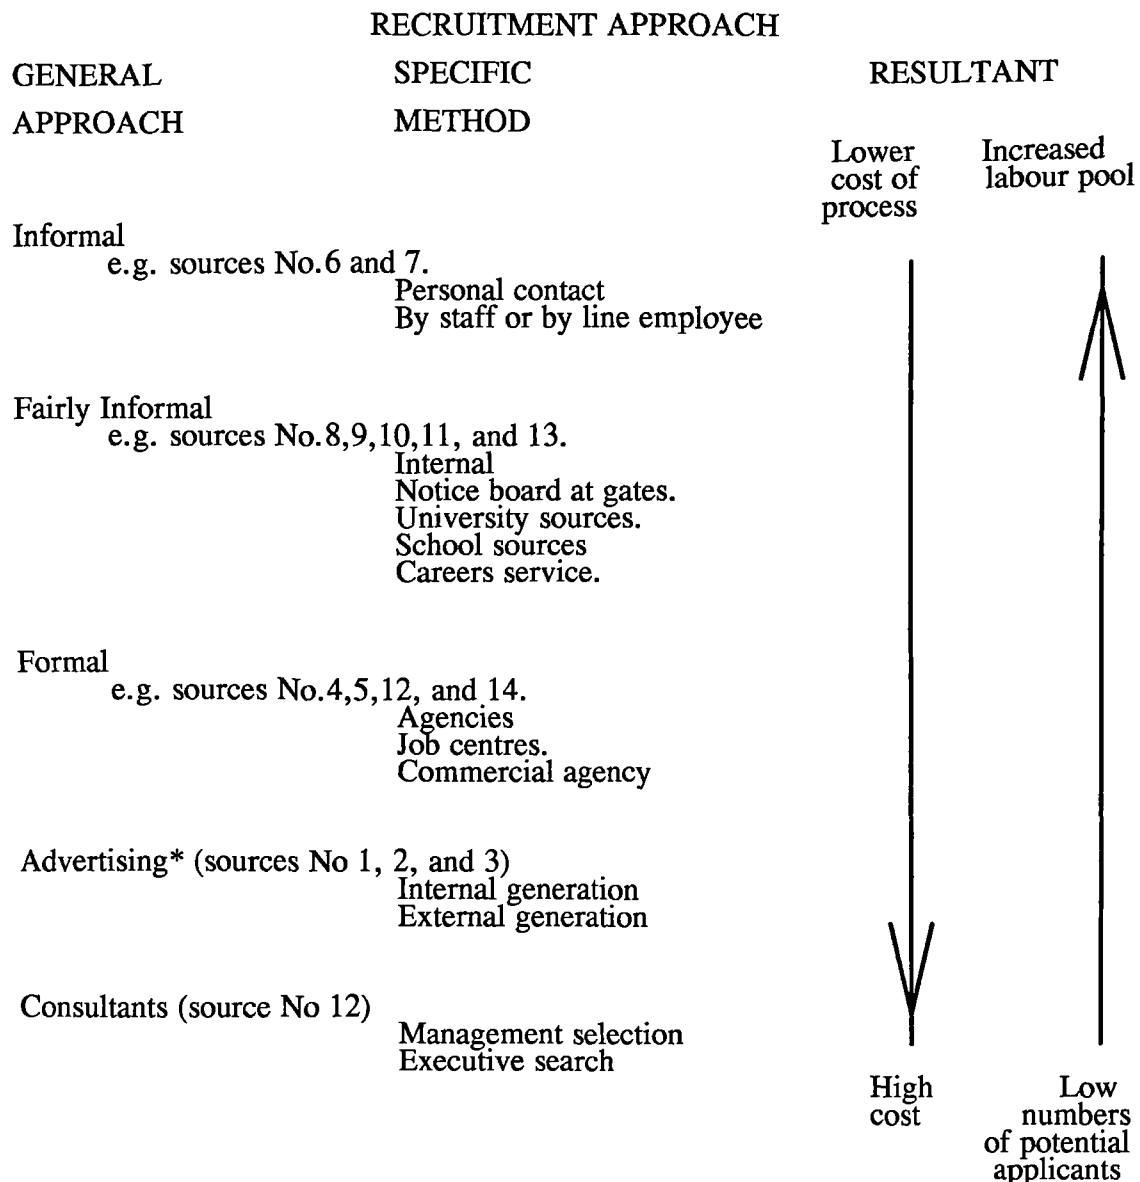 RECRUITMENT APPROACH
GENERAL SPECIFIC RESULTANT
APPROACH METHOD
Lower Increased
cost of labour pool
process
Informal
e.g. sources No.6 and 7.
Personal contact
By staff or by line employee
Fairly Informal
e.g. sources No.8,9,10,11, and 13.
Internal
Notice board at gates.
University sources.
School sources
Careers service.
Formal
e.g. sources No.4,5,12, and 14.
Agencies
Job centres.
Commercial agency
Advertising* (sources No 1, 2, and 3)
Internal generation
External generation
Consultants (source No 12)
Management selection
Executive search
High Low
cost numbers
of potential
applicants